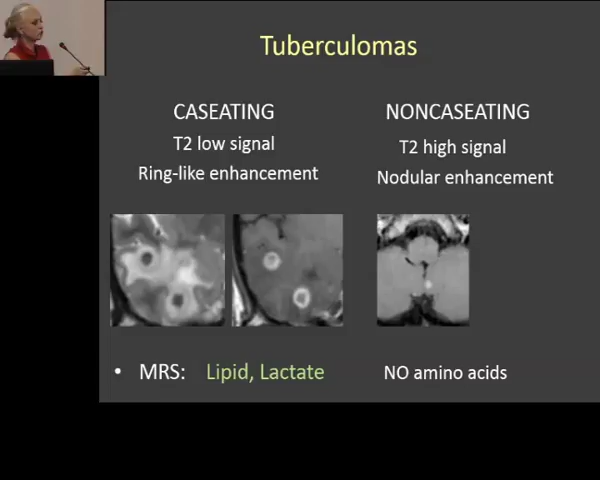 Tuberculomas
CASEATING
T2 low signal
Ring-like enhancement
NONCASEATING
T2 high signal
Nodular enhancement
• MRS: Lipid, Lactate
NO amino acids